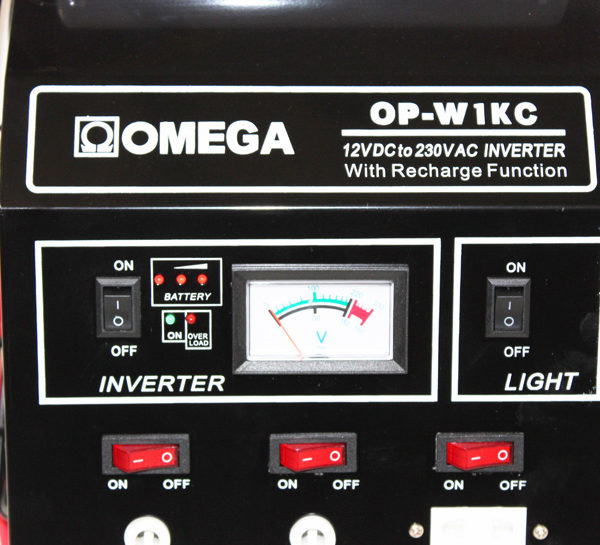 Ω OMEGA
OP-W1KC
12VDC to 230VAC INVERTER
With Recharge Function
ON
OFF
BATTERY
ON
OVER
LOAD
INVERTER
100
V
ON
OFF
LIGHT
ON OFF
ON OFF
ON OFF